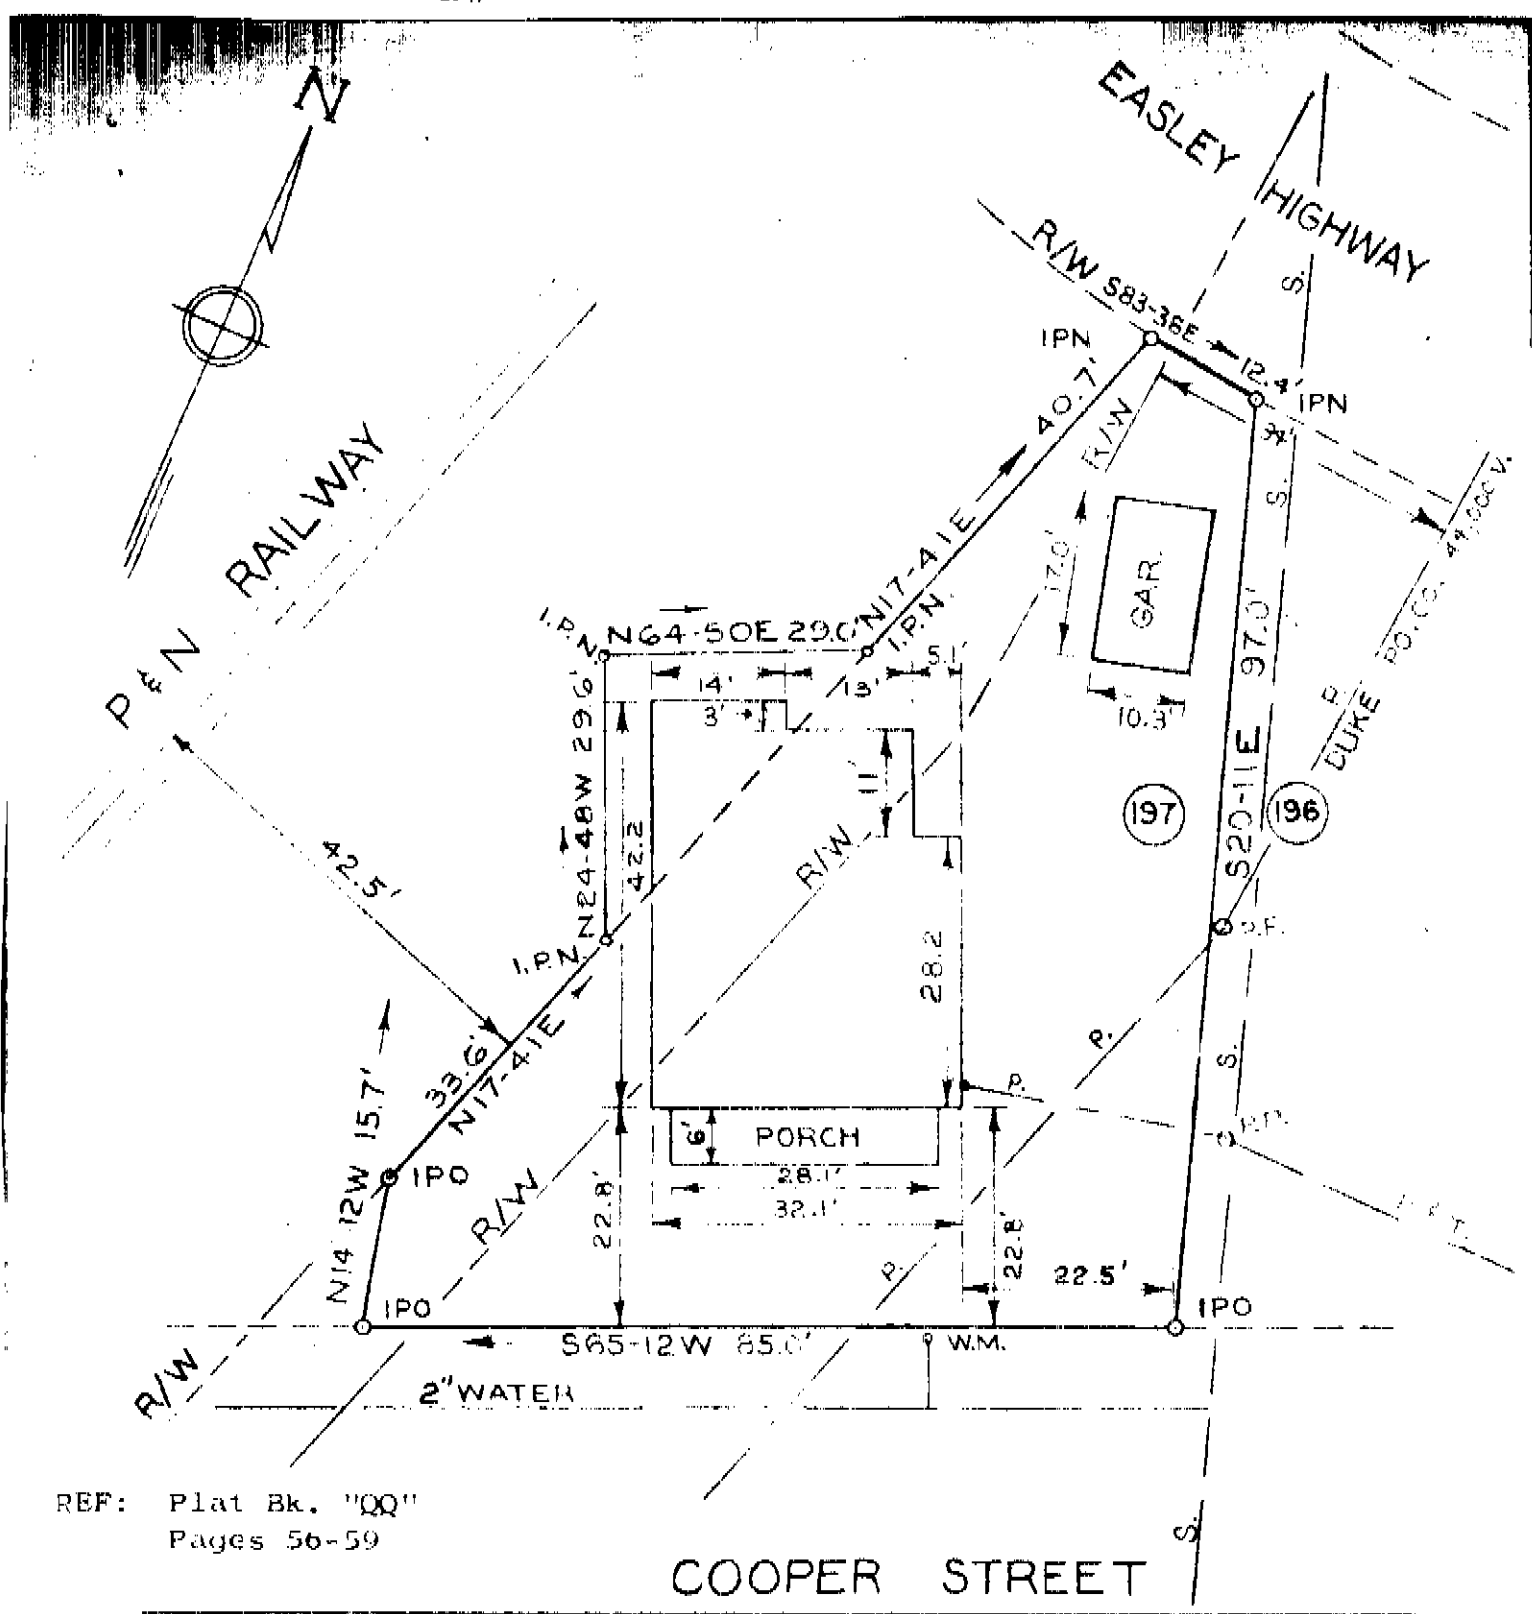 N
EASLEY HIGHWAY
R/W
S83-36E
12.4'
IPN
IPN
40.7'
N17-41E
I.P.N.
R/W
S.
S.
GAR.
17.0'
10.3'
P & N RAILWAY
42.5'
I.P.N.
N64-50E 29.0'
14'
13'
5.1'
3'
11'
N24-48W 29.6'
42.2
28.2
R/W
I.P.N.
33.6'
N17-41E
N14-12W 15.7'
IPO
IPO
R/W
R/W
PORCH
6'
28.1'
32.1'
22.8'
22.8'
22.5'
IPO
S65-12W 85.0'
W.M.
2" WATER
197
196
S20-11E 97.0'
DUKE PO. CO. 44,000 V.
P.
P.
P.
P.
S.
S.
REF: Plat Bk. "QQ"
Pages 56-59
COOPER STREET